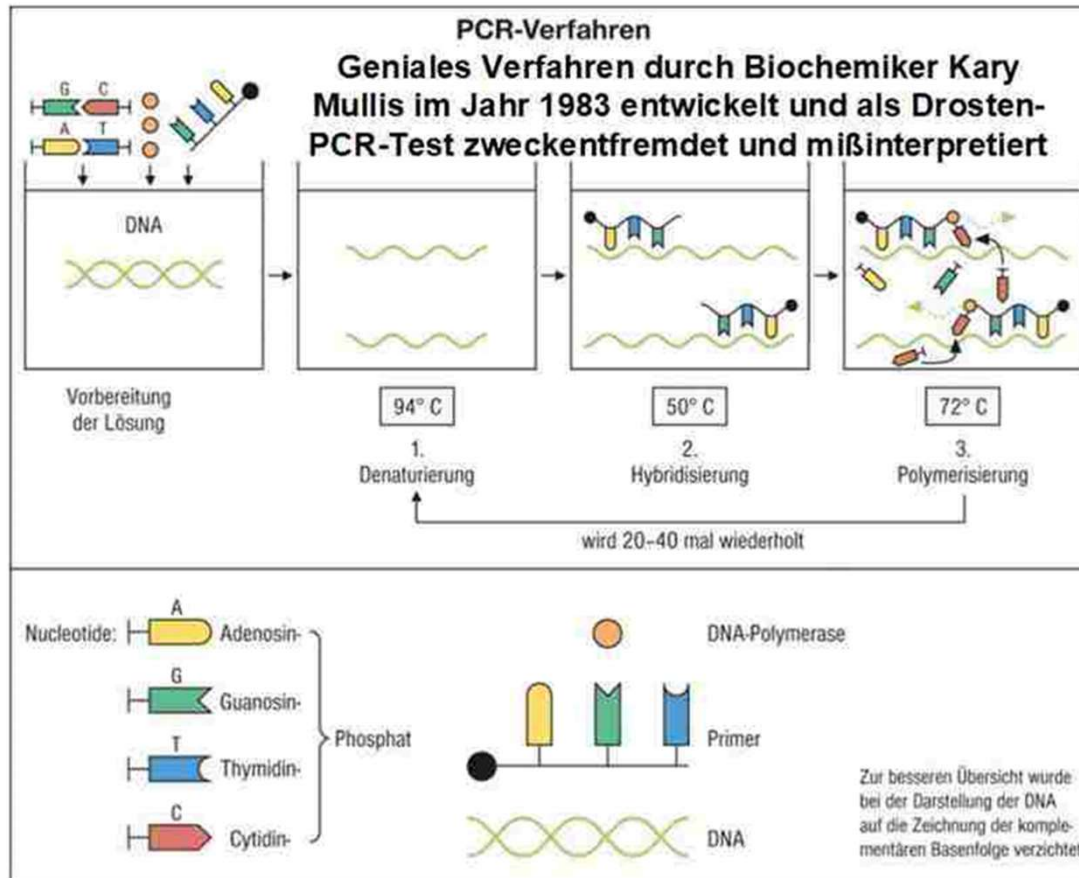 PCR-Verfahren
Geniales Verfahren durch Biochemiker Kary
Mullis im Jahr 1983 entwickelt und als Drosten-
PCR-Test zweckentfremdet und mißinterpretiert
G C
A T
DNA
Vorbereitung
der Lösung
94° C
1.
Denaturierung
50° C
2.
Hybridisierung
72° C
3.
Polymerisierung
wird 20–40 mal wiederholt
Nucleotide:
A
Adenosin-
G
Guanosin-
T
Thymidin-
C
Cytidin-
Phosphat
DNA-Polymerase
Primer
DNA
Zur besseren Übersicht wurde
bei der Darstellung der DNA
auf die Zeichnung der komple-
mentären Basenfolge verzichtet